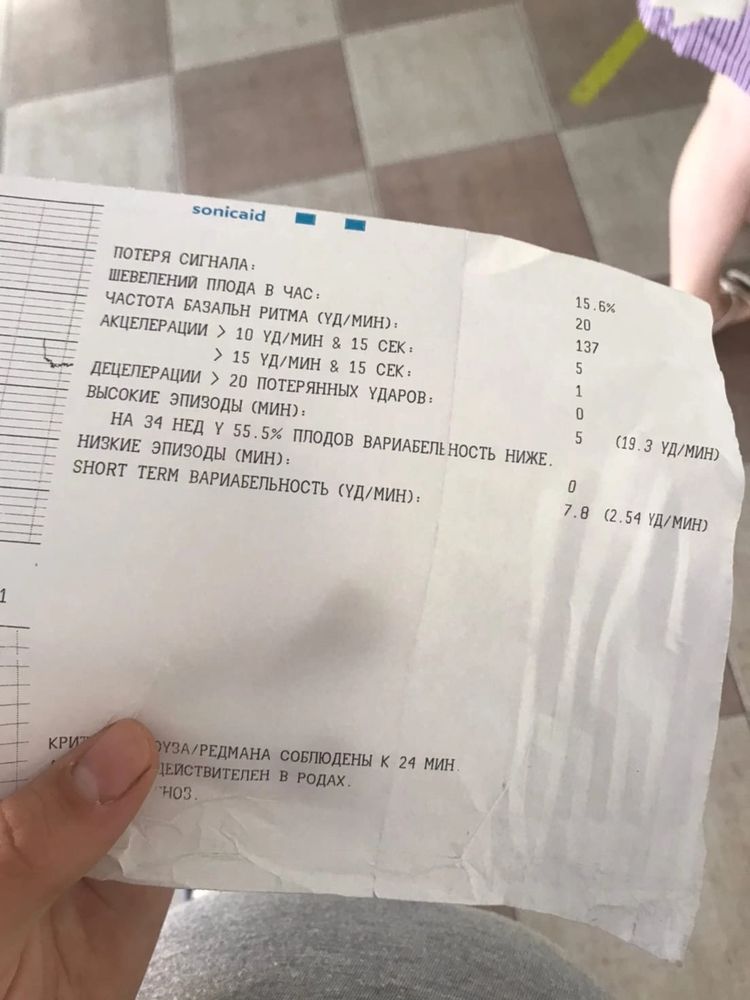 sonicaid
ПОТЕРЯ СИГНАЛА: 15.6%
ШЕВЕЛЕНИЙ ПЛОДА В ЧАС: 20
ЧАСТОТА БАЗАЛЬН РИТМА (УД/МИН): 137
АКЦЕЛЕРАЦИИ > 10 УД/МИН & 15 СЕК: 5
> 15 УД/МИН & 15 СЕК: 1
ДЕЦЕЛЕРАЦИИ > 20 ПОТЕРЯННЫХ УДАРОВ: 0
ВЫСОКИЕ ЭПИЗОДЫ (МИН): 5 (19.3 УД/МИН)
НА 34 НЕД У 55.5% ПЛОДОВ ВАРИАБЕЛЬНОСТЬ НИЖЕ.
НИЗКИЕ ЭПИЗОДЫ (МИН): 0
SHORT TERM ВАРИАБЕЛЬНОСТЬ (УД/МИН): 7.8 (2.54 УД/МИН)
1
/РЕДМАНА СОБЛЮДЕНЫ К 24 МИН.
ДЕЙСТВИТЕЛЕН В РОДАХ.